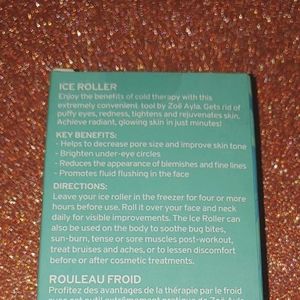 ICE ROLLER
Enjoy the benefits of cold therapy with this
extremely convenient tool by Zoë Ayla. Gets rid of
puffy eyes, redness, tightens and rejuvenates skin.
Achieve radiant, glowing skin in just minutes!
KEY BENEFITS:
- Helps to decrease pore size and improve skin tone
- Brighten under-eye circles
- Reduces the appearance of blemishes and fine lines
- Promotes fluid flushing in the face
DIRECTIONS:
Leave your ice roller in the freezer for four or more
hours before use. Roll it over your face and neck
daily for visible improvements. The Ice Roller can
also be used on the body to soothe bug bites,
sun-burn, tense or sore muscles post-workout,
treat bruises and aches, or to lessen discomfort
before or after cosmetic treatments.
ROULEAU FROID
Profitez des avantages de la thérapie par le froid